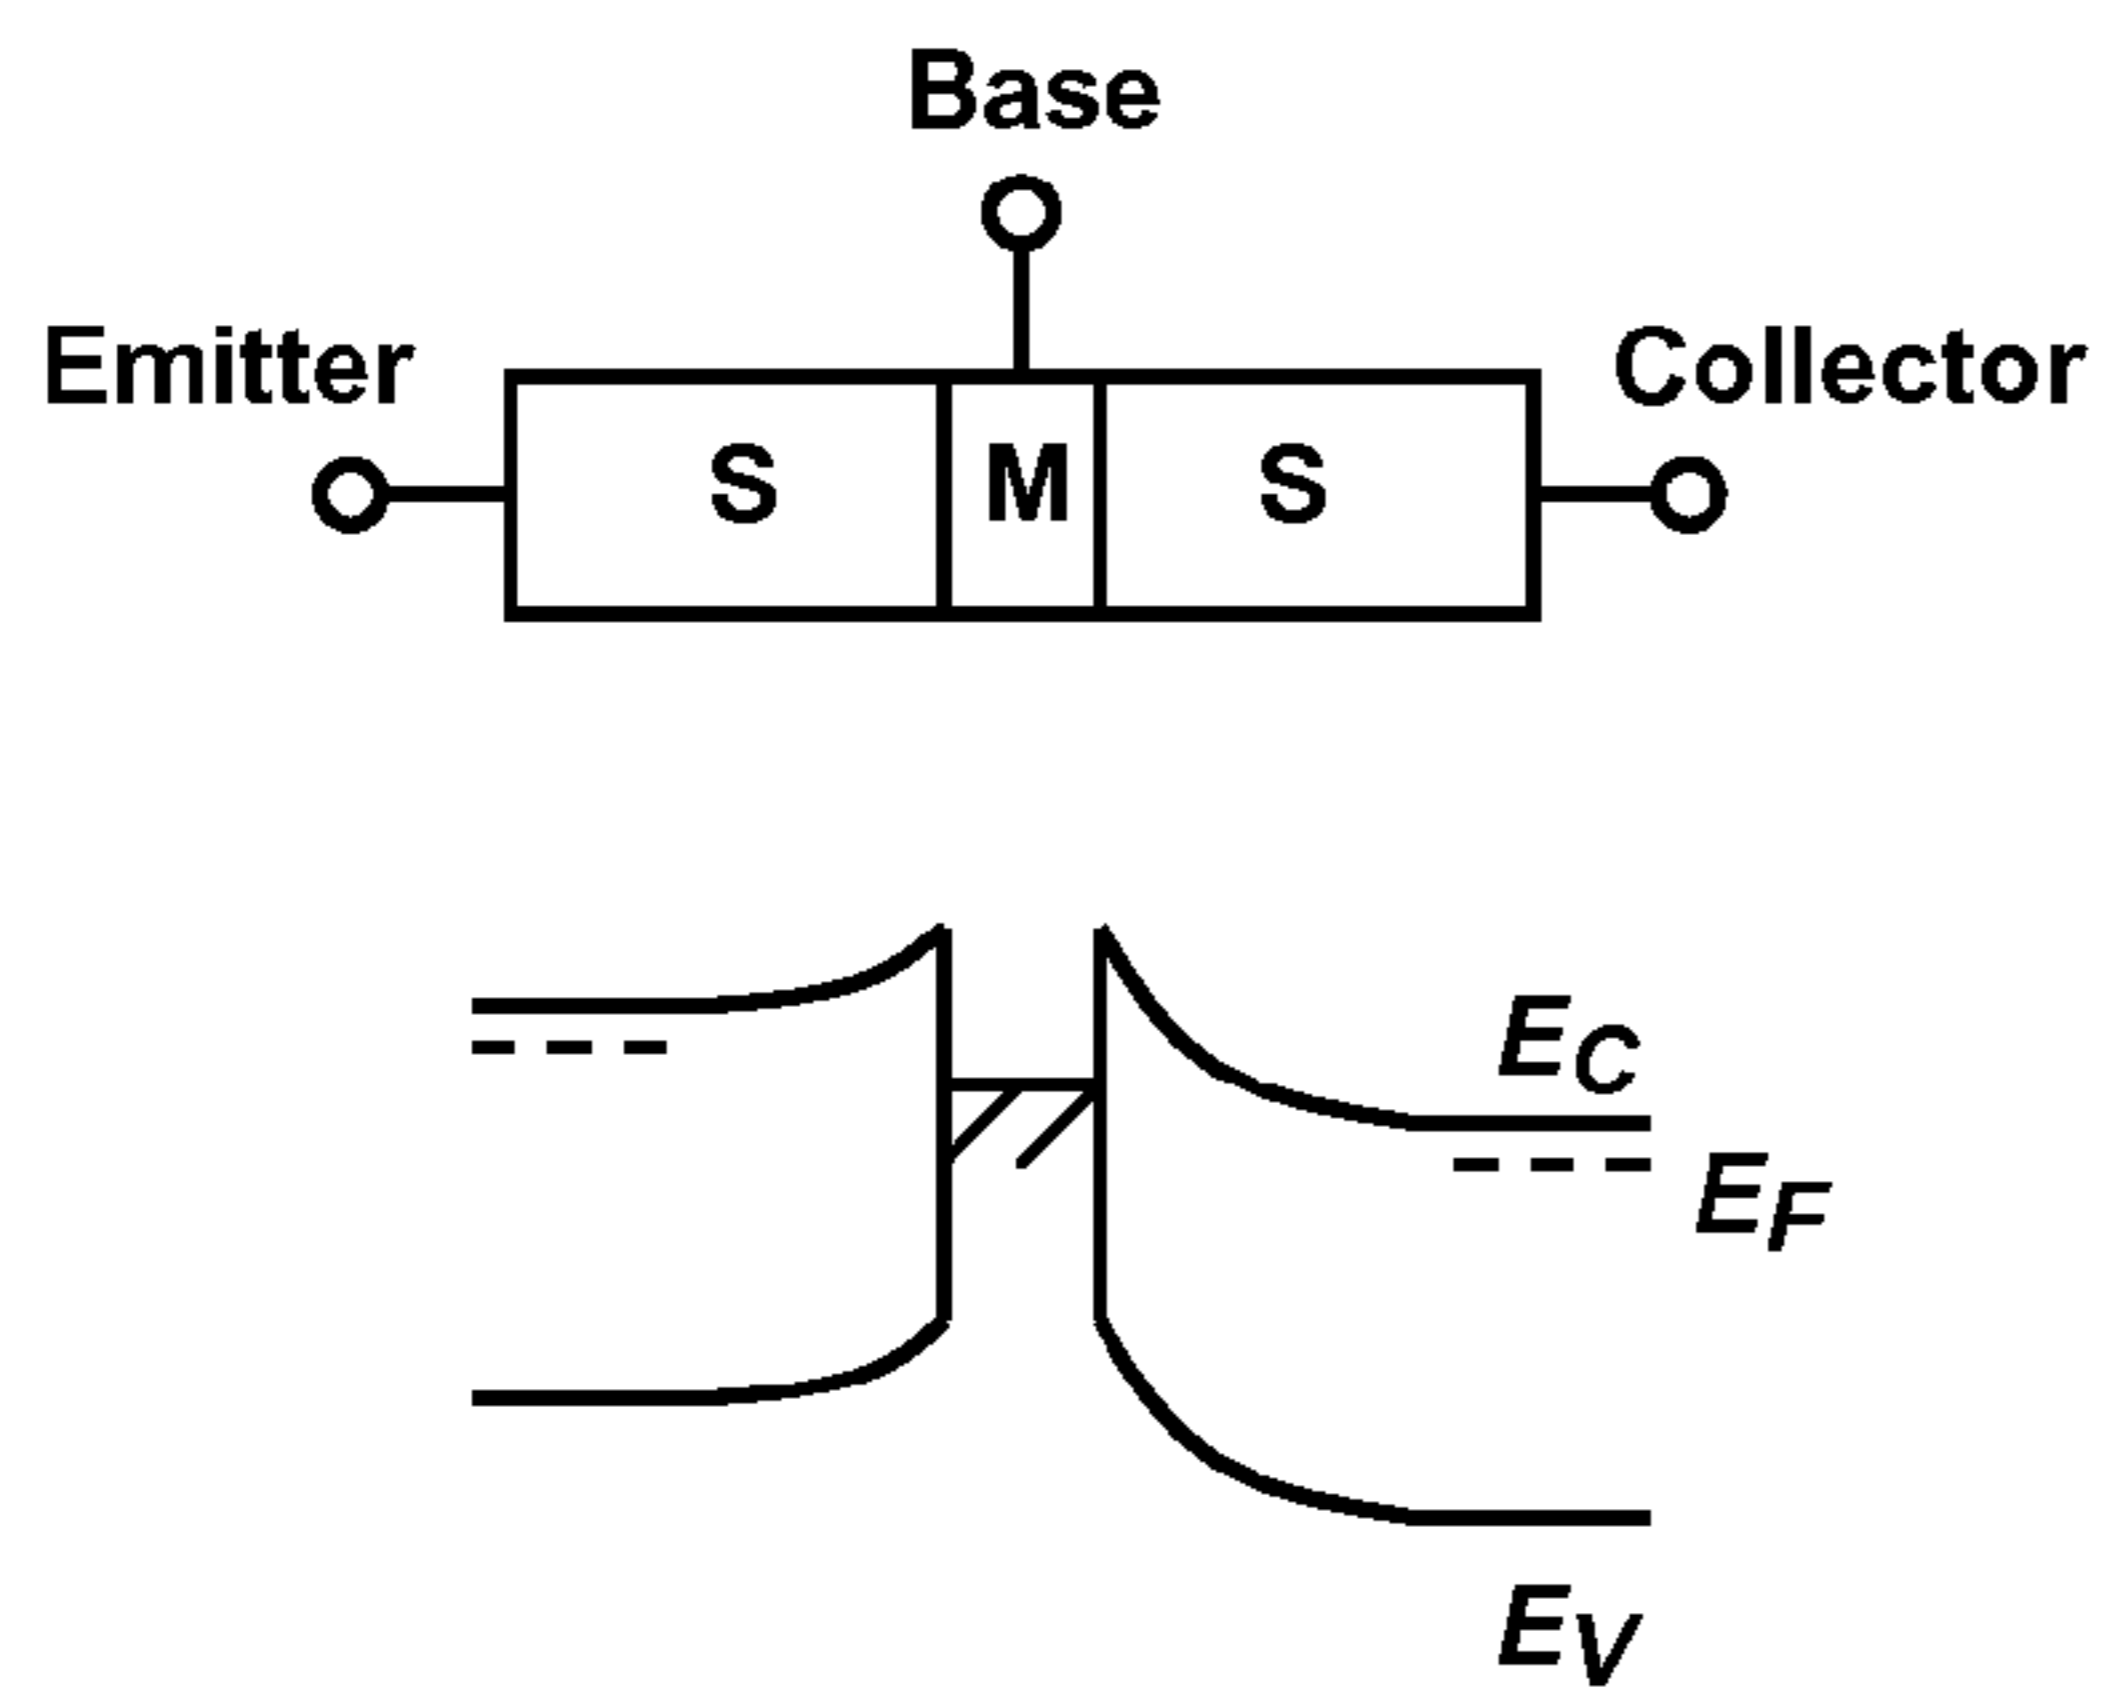 Base
Emitter
Collector
S M S
E_C
E_F
E_V